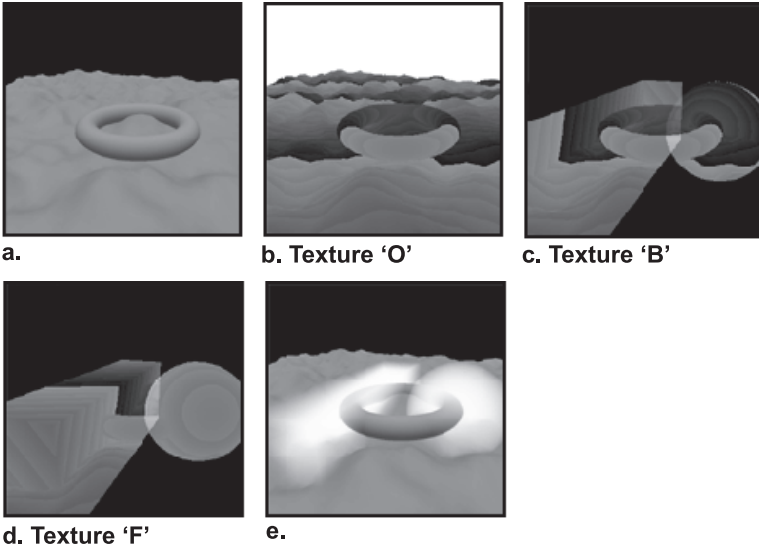 a.
b. Texture ‘O’
c. Texture ‘B’
d. Texture ‘F’
e.